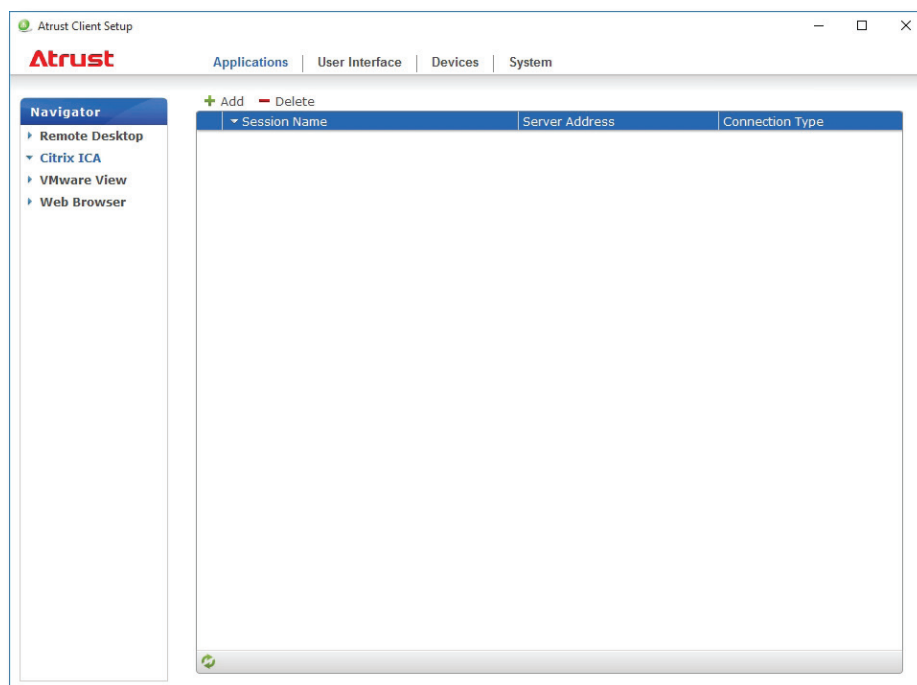 Atrust Client Setup
Atrust
Applications User Interface Devices System
Navigator
Remote Desktop
Citrix ICA
VMware View
Web Browser
Add Delete
Session Name Server Address Connection Type